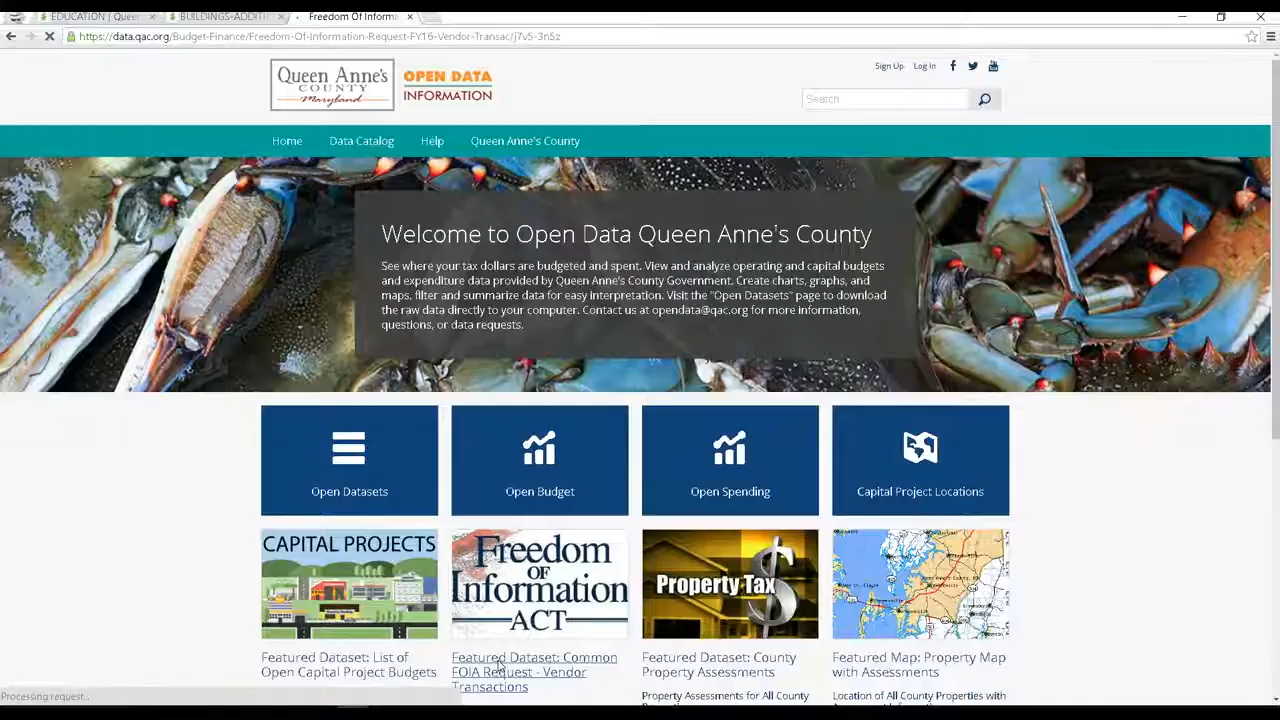 EDUCATION | Quee
BUILDINGS-ADDITI
Freedom Of Informa
https://data.qac.org/Budget-Finance/Freedom-Of-Information-Request-FY16-Vendor-Transac/j7v5-3n5z
Queen Anne's
COUNTY
Maryland
OPEN DATA
INFORMATION
Sign Up Log In
Search
Home Data Catalog Help Queen Anne's County
Welcome to Open Data Queen Anne's County
See where your tax dollars are budgeted and spent. View and analyze operating and capital budgets
and expenditure data provided by Queen Anne's County Government. Create charts, graphs, and
maps, filter and summarize data for easy interpretation. Visit the "Open Datasets" page to download
the raw data directly to your computer. Contact us at opendata@qac.org for more information,
questions, or data requests.
Open Datasets
Open Budget
Open Spending
Capital Project Locations
CAPITAL PROJECTS
Freedom
OF
Information
ACT
Property Tax
$
Featured Dataset: List of
Open Capital Project Budgets
Featured Dataset: Common
FOIA Request - Vendor
Transactions
Featured Dataset: County
Property Assessments
Property Assessments for All County
Featured Map: Property Map
with Assessments
Location of All County Properties with
Processing request...